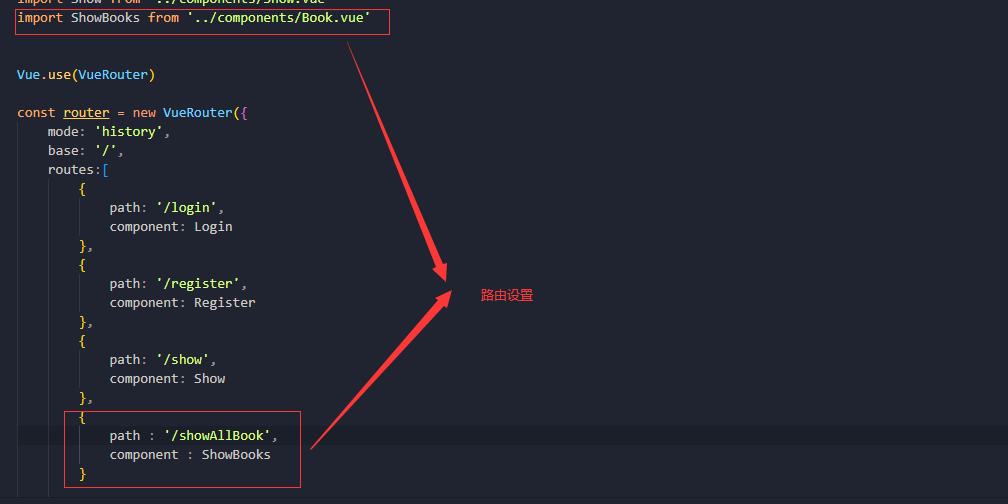 import Show from '../components/Show.vue'
import ShowBooks from '../components/Book.vue'
Vue.use(VueRouter)
const router = new VueRouter({
mode: 'history',
base: '/',
routes:[
{
path: '/login',
component: Login
},
{
path: '/register',
component: Register
},
{
path: '/show',
component: Show
},
{
path : '/showAllBook',
component : ShowBooks
}
路由设置